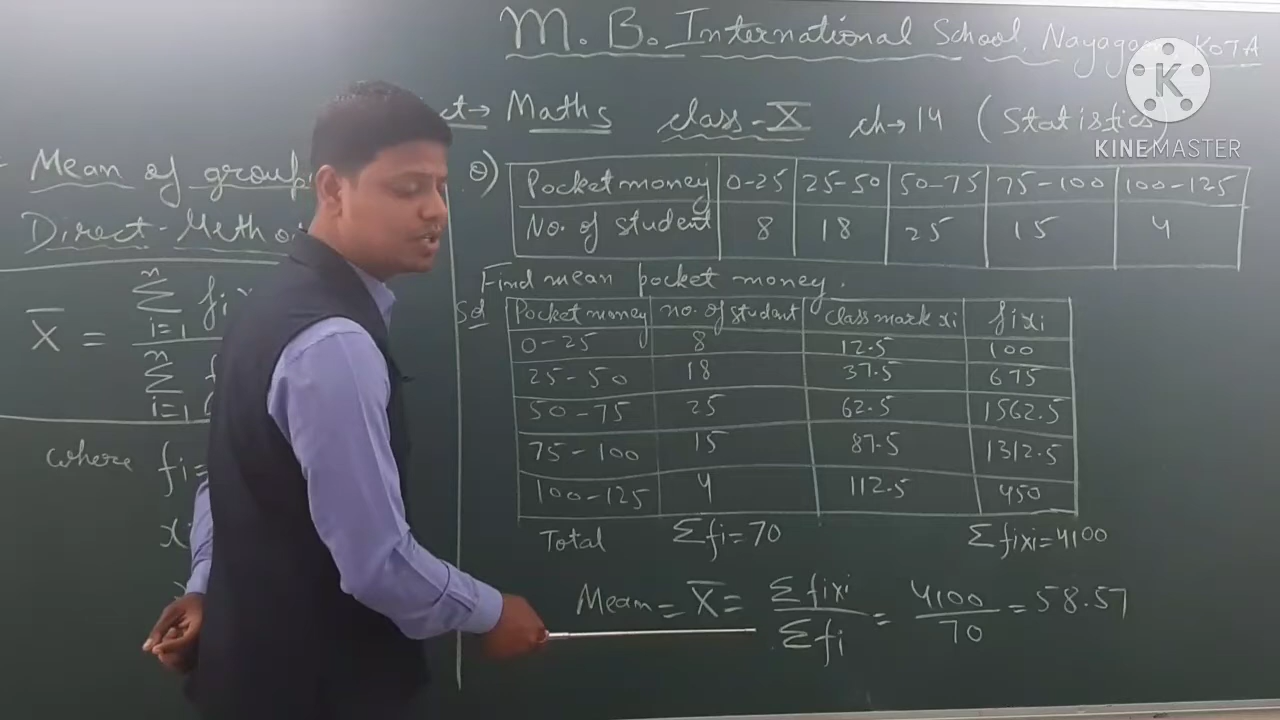 M. B. International School, Nayagaon KOTA
K
KINEMASTER
ct → Maths class - X ch → 14 (Statistics)
Mean of group
Direct - Metho
X̄ = n Σ i=1 fi
n Σ i=1
where fi =
Q) Pocket money 0-25 25-50 50-75 75-100 100-125
No. of student 8 18 25 15 4
Find mean pocket money.
Sol Pocket money no. of student class mark xi fixi
0-25 8 12.5 100
25-50 18 37.5 675
50-75 25 62.5 1562.5
75-100 15 87.5 1312.5
100-125 4 112.5 450
Total Σfi = 70 Σfixi = 4100
Mean = X̄ = Σfixi / Σfi = 4100 / 70 = 58.57